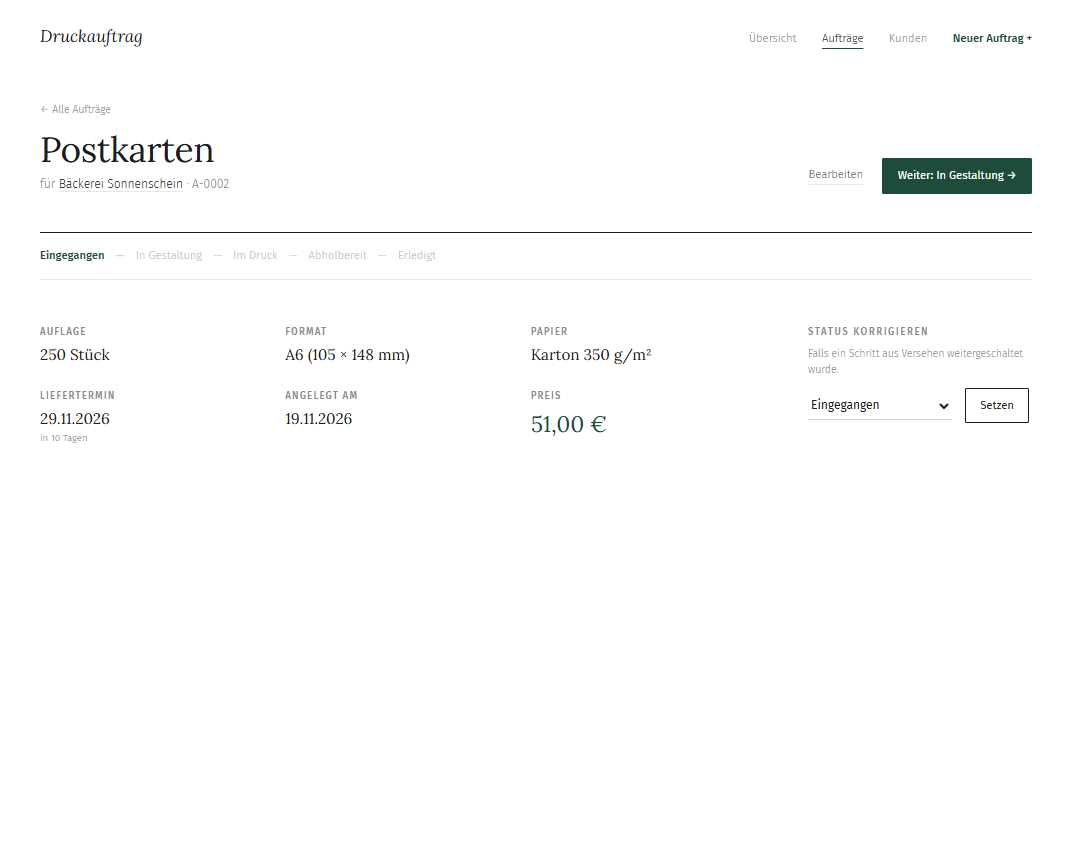 Druckauftrag
Übersicht Aufträge Kunden Neuer Auftrag +
← Alle Aufträge
Postkarten
für Bäckerei Sonnenschein · A-0002
Bearbeiten Weiter: In Gestaltung →
Eingegangen — In Gestaltung — Im Druck — Abholbereit — Erledigt
AUFLAGE
250 Stück
FORMAT
A6 (105 × 148 mm)
PAPIER
Karton 350 g/m²
LIEFERTERMIN
29.11.2026
in 10 Tagen
ANGELEGT AM
19.11.2026
PREIS
51,00 €
STATUS KORRIGIEREN
Falls ein Schritt aus Versehen weitergeschaltet
wurde.
Eingegangen Setzen